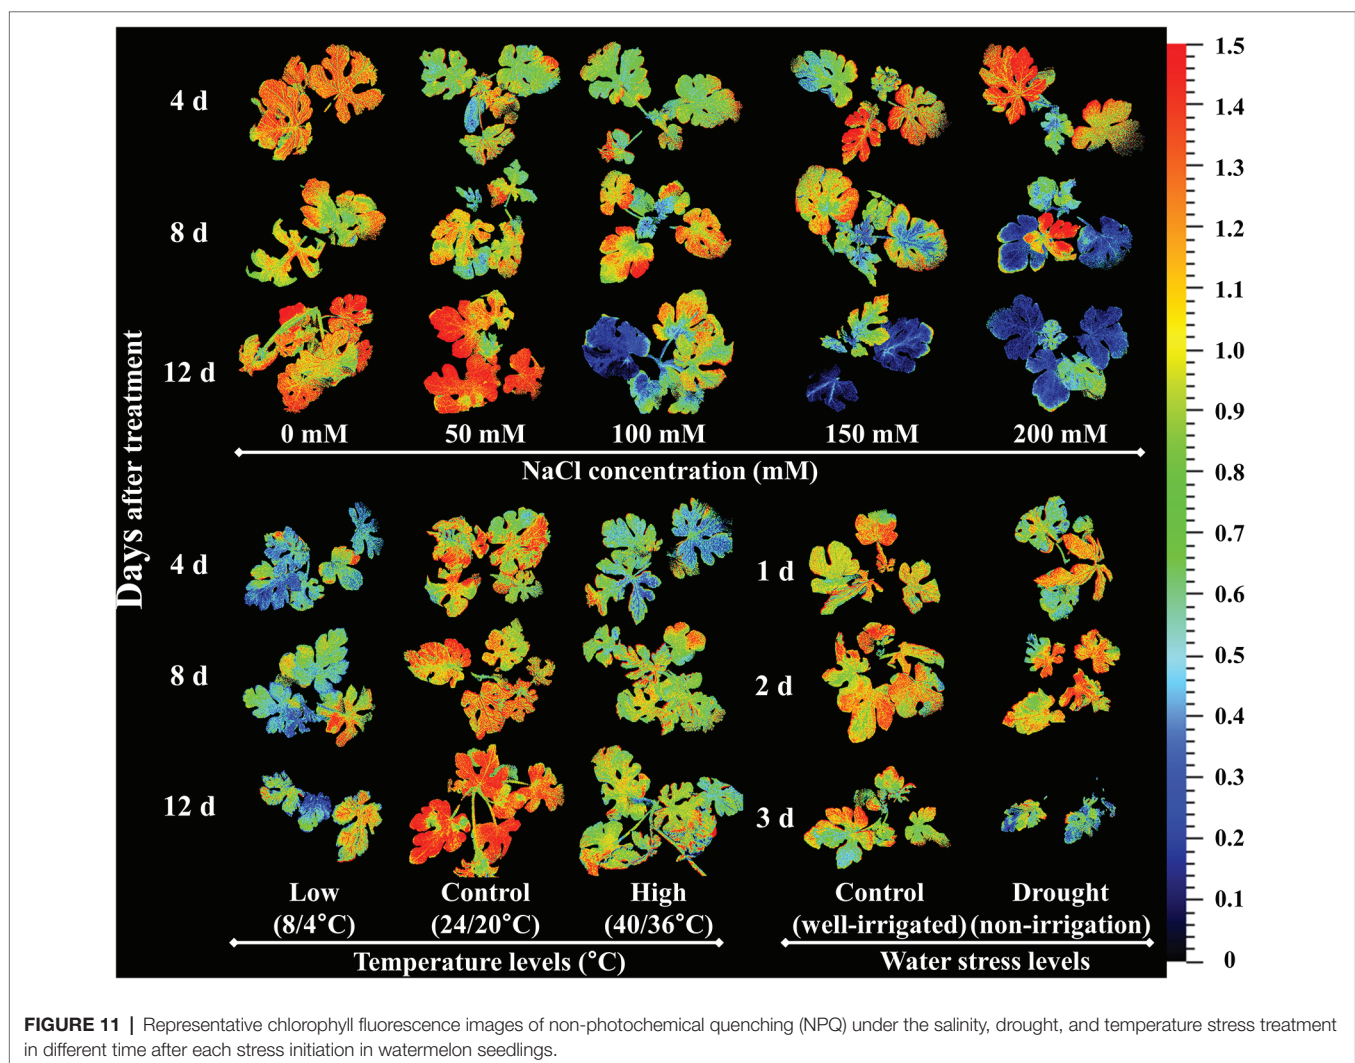 4 d
8 d
12 d
Days after treatment
0 mM 50 mM 100 mM 150 mM 200 mM
NaCl concentration (mM)
4 d
8 d
12 d
1 d
2 d
3 d
Low Control High Control Drought
(8/4°C) (24/20°C) (40/36°C) (well-irrigated) (non-irrigation)
Temperature levels (°C) Water stress levels
1.5
1.4
1.3
1.2
1.1
1.0
0.9
0.8
0.7
0.6
0.5
0.4
0.3
0.2
0.1
0
FIGURE 11 | Representative chlorophyll fluorescence images of non-photochemical quenching (NPQ) under the salinity, drought, and temperature stress treatment
in different time after each stress initiation in watermelon seedlings.